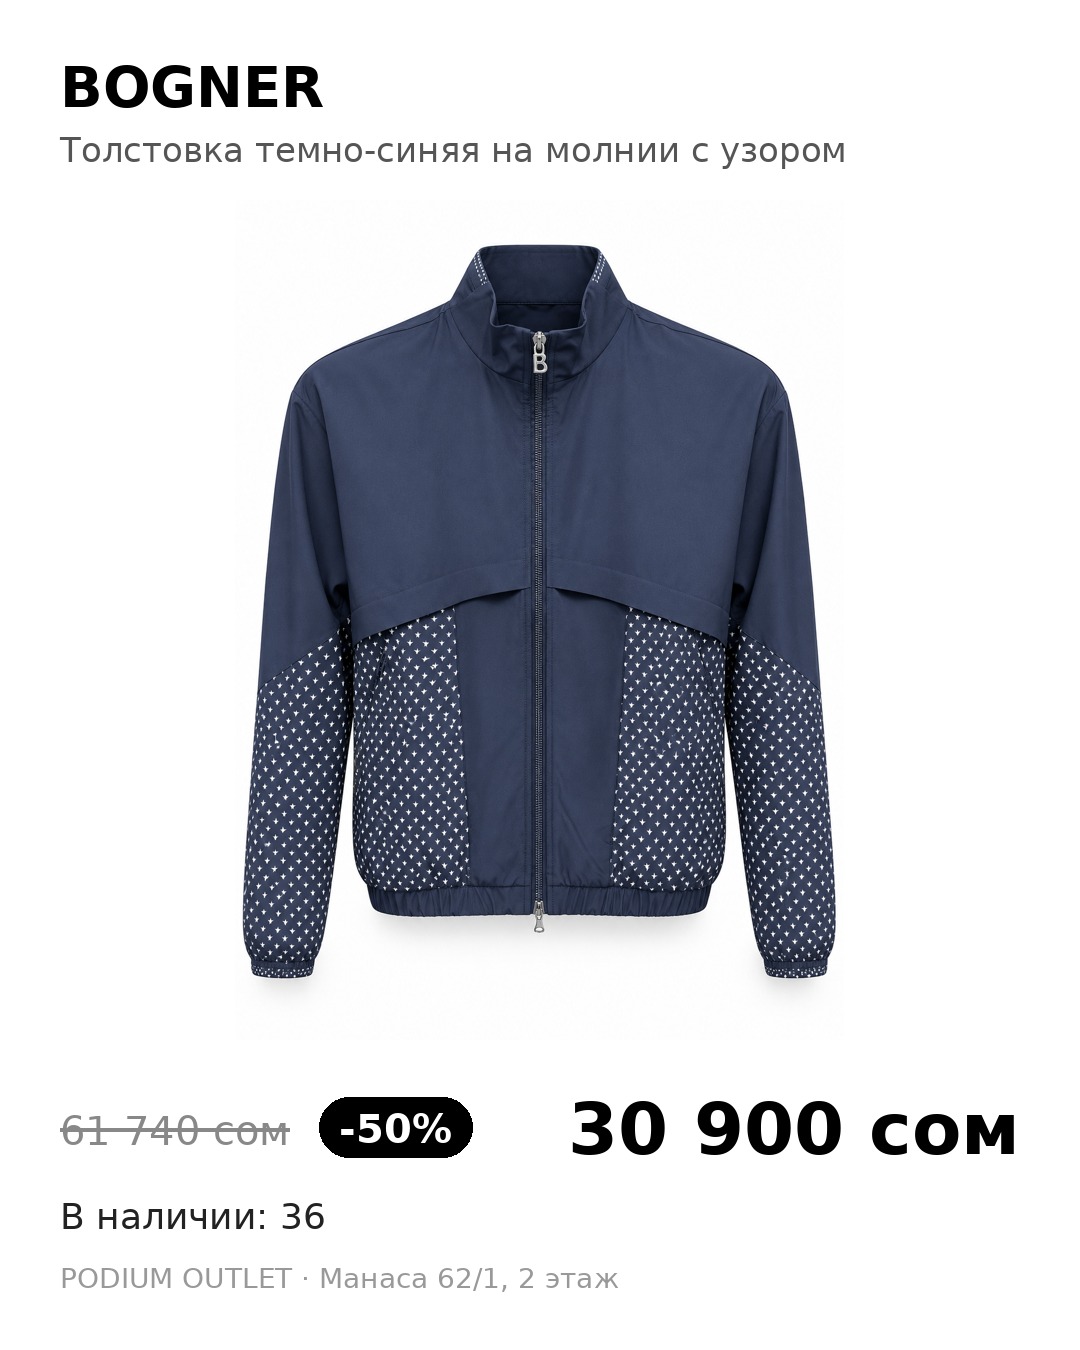 BOGNER
Толстовка темно-синяя на молнии с узором
B
61 740 сом -50% 30 900 сом
В наличии: 36
PODIUM OUTLET · Манаса 62/1, 2 этаж